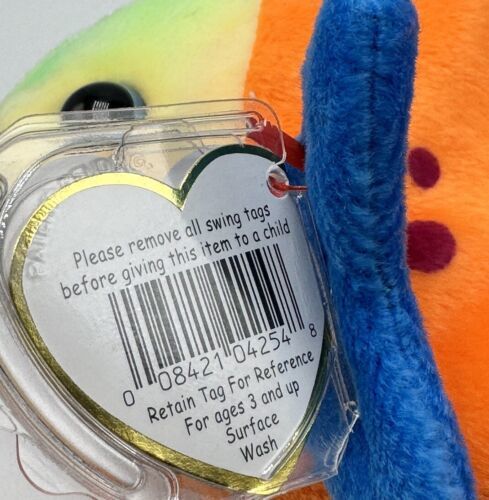 Please remove all swing tags
before giving this item to a child
0 08421 04254 8
Retain Tag For Reference
For ages 3 and up
Surface
Wash